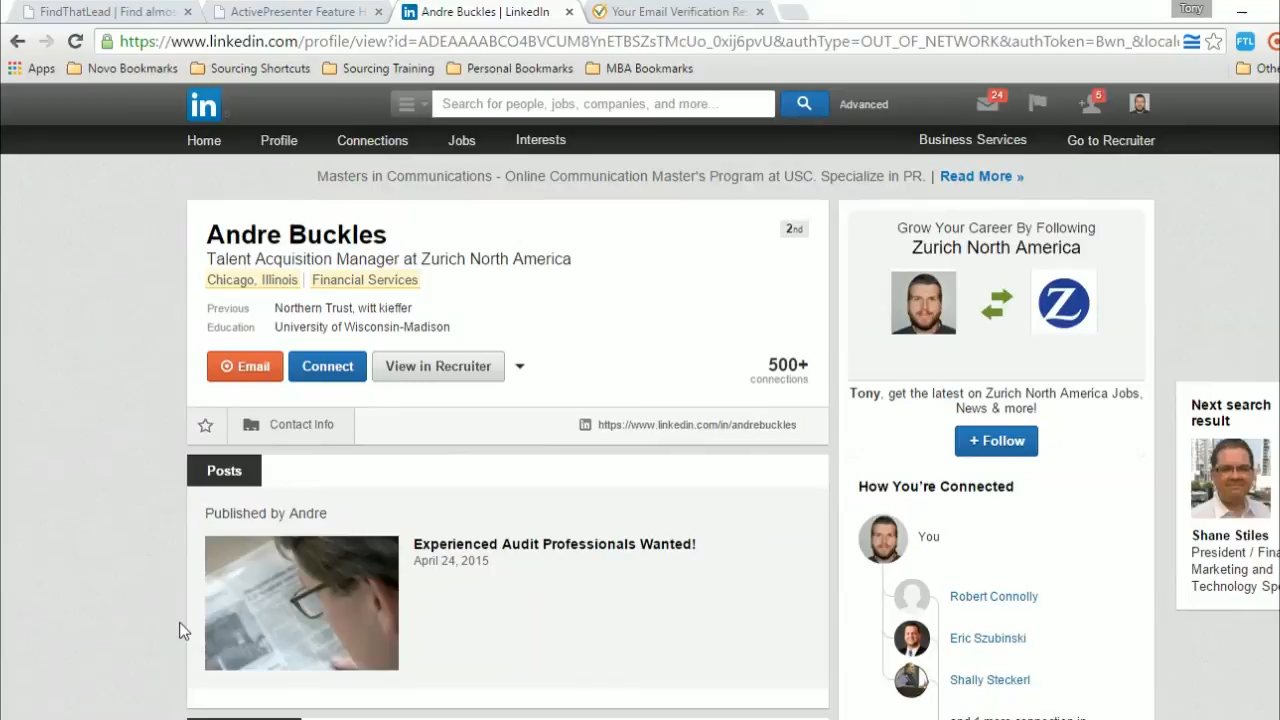 Tony
FindThatLead | Find almos
ActivePresenter Feature H
Andre Buckles | LinkedIn
Your Email Verification Re
https://www.linkedin.com/profile/view?id=ADEAAAABCO4BVCUM8YnETBSZsTMcUo_0xij6pvU&authType=OUT_OF_NETWORK&authToken=Bwn_&local
FTL
Apps Novo Bookmarks Sourcing Shortcuts Sourcing Training Personal Bookmarks MBA Bookmarks Othe
in Search for people, jobs, companies, and more... Advanced 24 5
Home Profile Connections Jobs Interests Business Services Go to Recruiter
Masters in Communications - Online Communication Master's Program at USC. Specialize in PR. | Read More »
Andre Buckles
2nd
Talent Acquisition Manager at Zurich North America
Chicago, Illinois | Financial Services
Previous Northern Trust, witt kieffer
Education University of Wisconsin-Madison
Email Connect View in Recruiter
500+
connections
Contact Info
https://www.linkedin.com/in/andrebuckles
Posts
Published by Andre
Experienced Audit Professionals Wanted!
April 24, 2015
Grow Your Career By Following
Zurich North America
Z
Tony, get the latest on Zurich North America Jobs,
News & more!
+ Follow
How You're Connected
You
Robert Connolly
Eric Szubinski
Shally Steckerl
Next search
result
Shane Stiles
President / Fina
Marketing and
Technology Spe